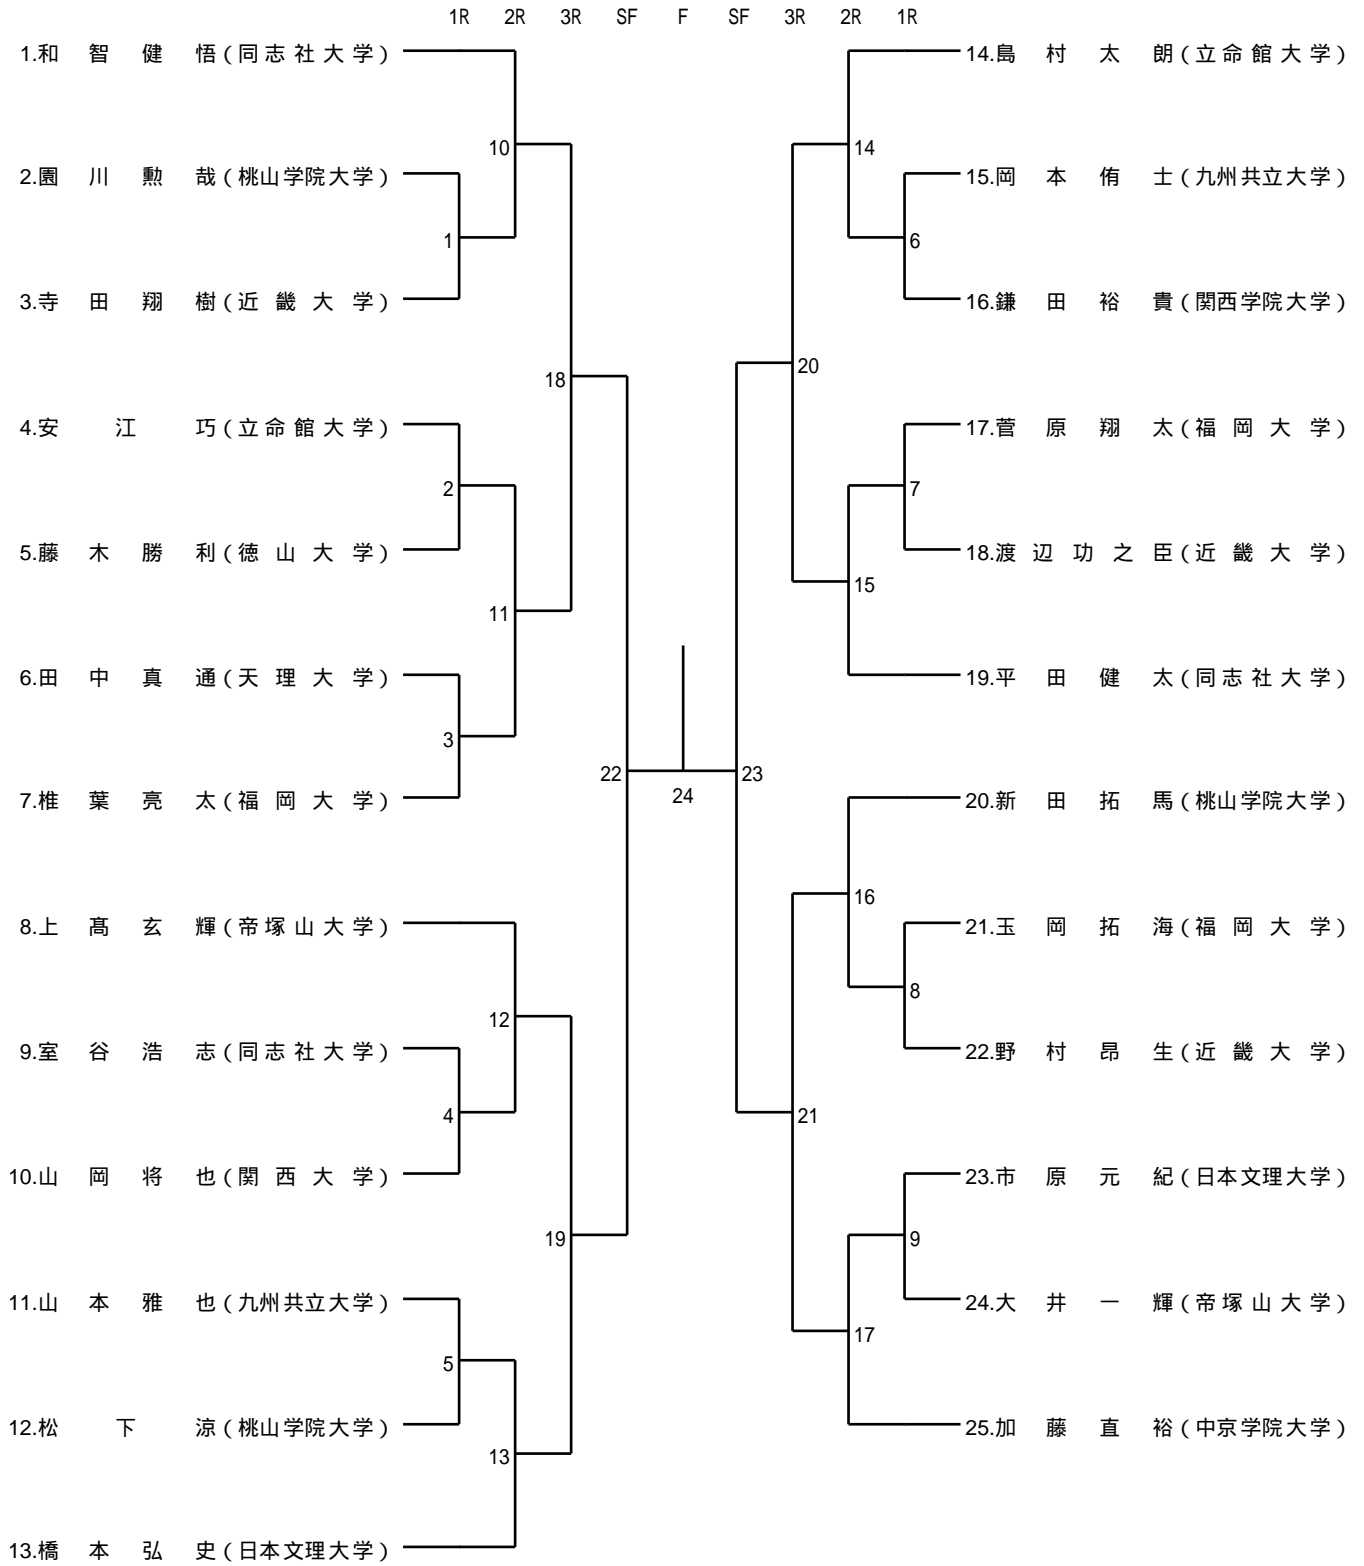 1R 2R 3R SF F SF 3R 2R 1R
1.和智健悟(同志社大学)
2.園川勲哉(桃山学院大学)
3.寺田翔樹(近畿大学)
4.安江巧(立命館大学)
5.藤木勝利(徳山大学)
6.田中真通(天理大学)
7.椎葉亮太(福岡大学)
8.上髙玄輝(帝塚山大学)
9.室谷浩志(同志社大学)
10.山岡将也(関西大学)
11.山本雅也(九州共立大学)
12.松下涼(桃山学院大学)
13.橋本弘史(日本文理大学)
1
2
3
4
5
10
11
12
13
18
19
22
24
23
20
21
14
15
16
17
6
7
8
9
14.島村太朗(立命館大学)
15.岡本侑士(九州共立大学)
16.鎌田裕貴(関西学院大学)
17.菅原翔太(福岡大学)
18.渡辺功之臣(近畿大学)
19.平田健太(同志社大学)
20.新田拓馬(桃山学院大学)
21.玉岡拓海(福岡大学)
22.野村昂生(近畿大学)
23.市原元紀(日本文理大学)
24.大井一輝(帝塚山大学)
25.加藤直裕(中京学院大学)